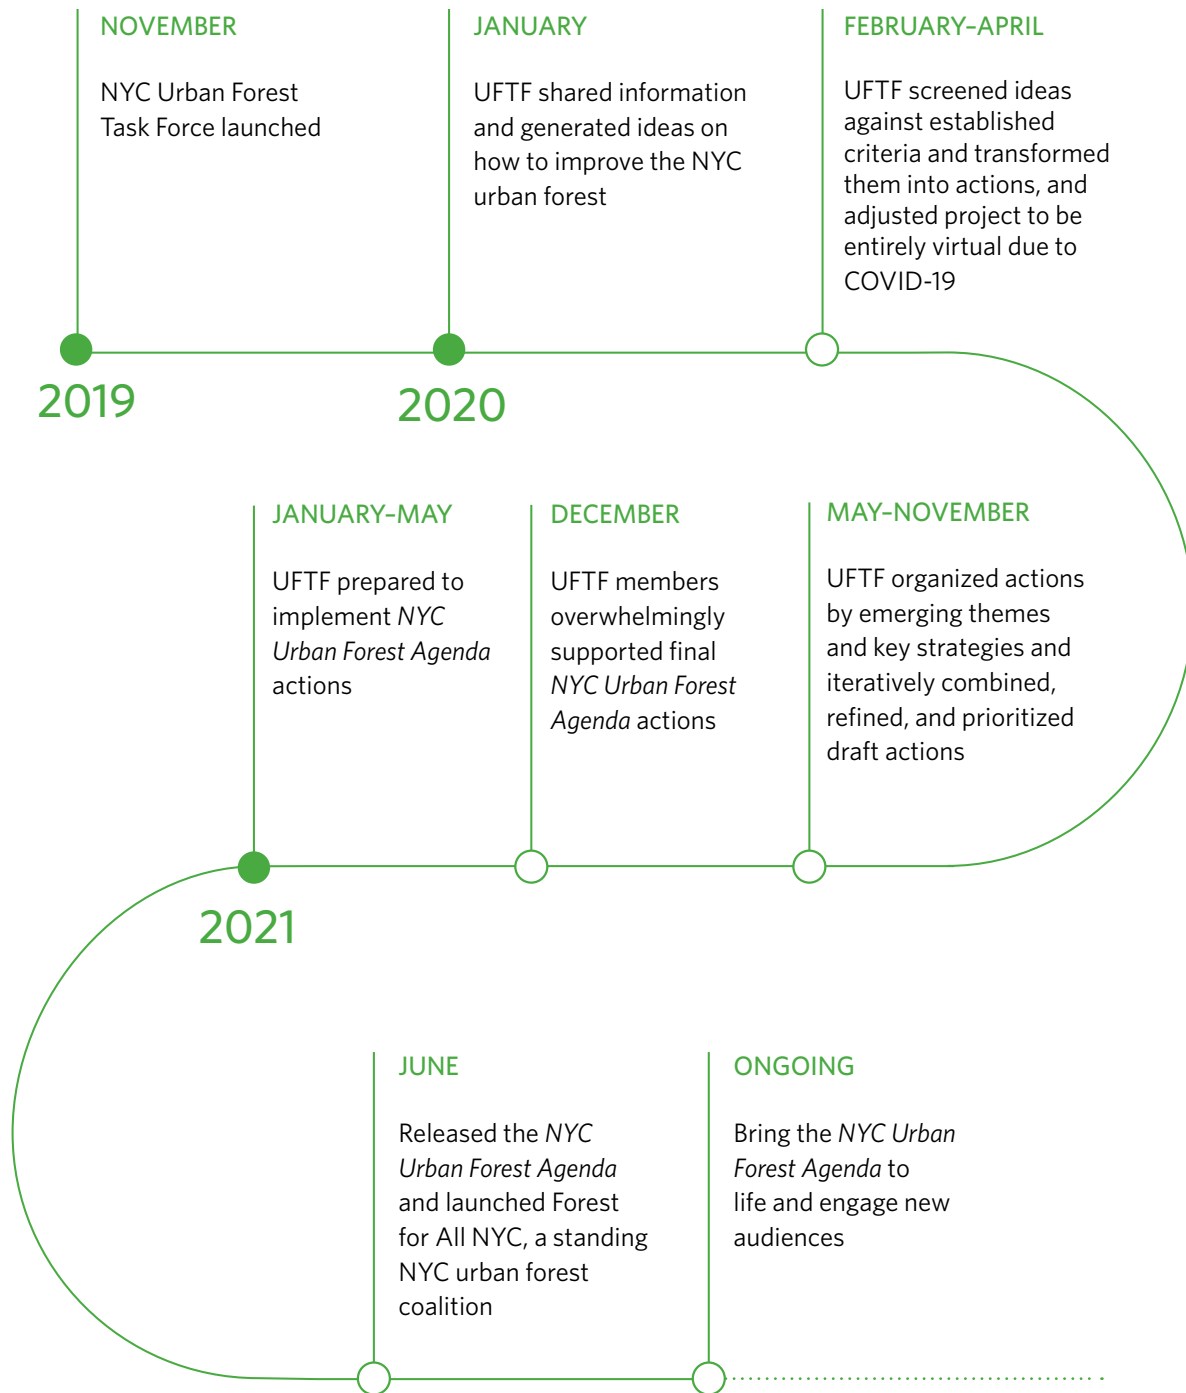 NOVEMBER
NYC Urban Forest
Task Force launched
2019
JANUARY
UFTF shared information
and generated ideas on
how to improve the NYC
urban forest
2020
FEBRUARY–APRIL
UFTF screened ideas
against established
criteria and transformed
them into actions, and
adjusted project to be
entirely virtual due to
COVID-19
MAY–NOVEMBER
UFTF organized actions
by emerging themes
and key strategies and
iteratively combined,
refined, and prioritized
draft actions
DECEMBER
UFTF members
overwhelmingly
supported final
NYC Urban Forest
Agenda actions
JANUARY–MAY
UFTF prepared to
implement NYC
Urban Forest Agenda
actions
2021
JUNE
Released the NYC
Urban Forest Agenda
and launched Forest
for All NYC, a standing
NYC urban forest
coalition
ONGOING
Bring the NYC Urban
Forest Agenda to
life and engage new
audiences